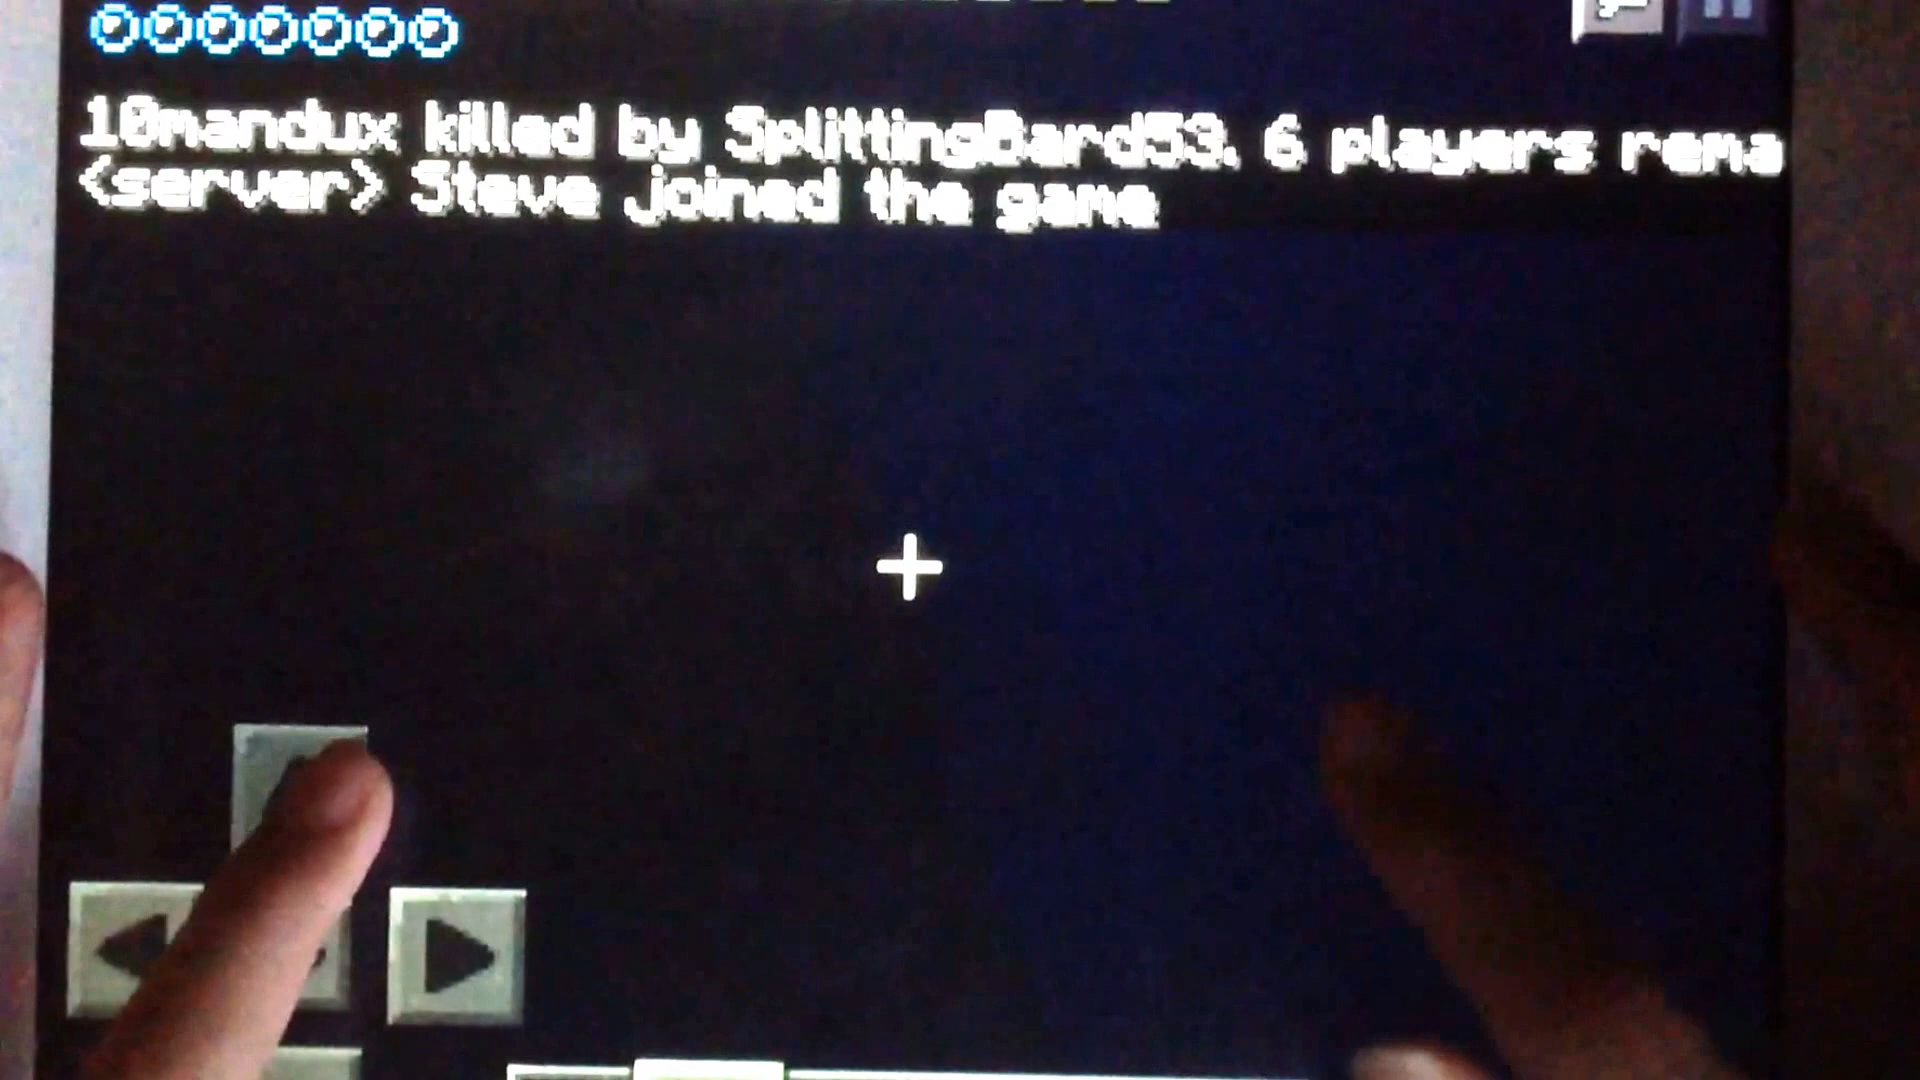 10mandux killed by SplittingBard53. 6 players rema
<server> Steve joined the game